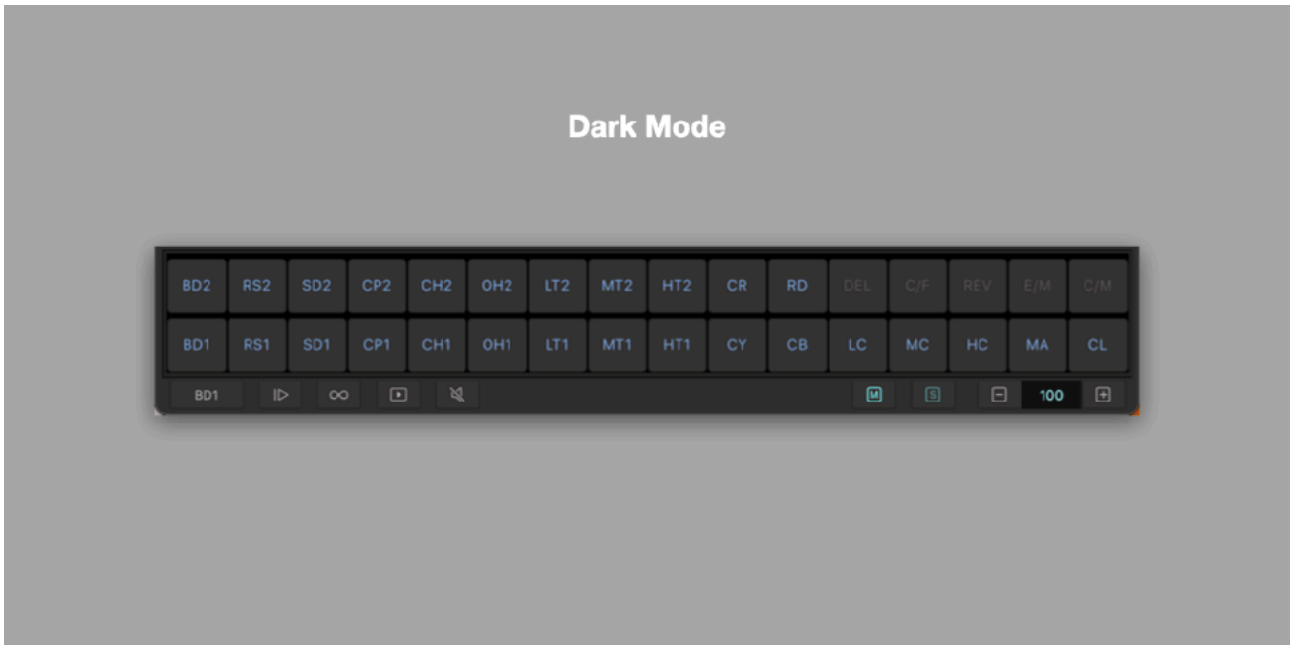 Dark Mode
BD2 RS2 SD2 CP2 CH2 OH2 LT2 MT2 HT2 CR RD DEL C/F REV E/M C/M
BD1 RS1 SD1 CP1 CH1 OH1 LT1 MT1 HT1 CY CB LC MC HC MA CL
BD1 M S 100